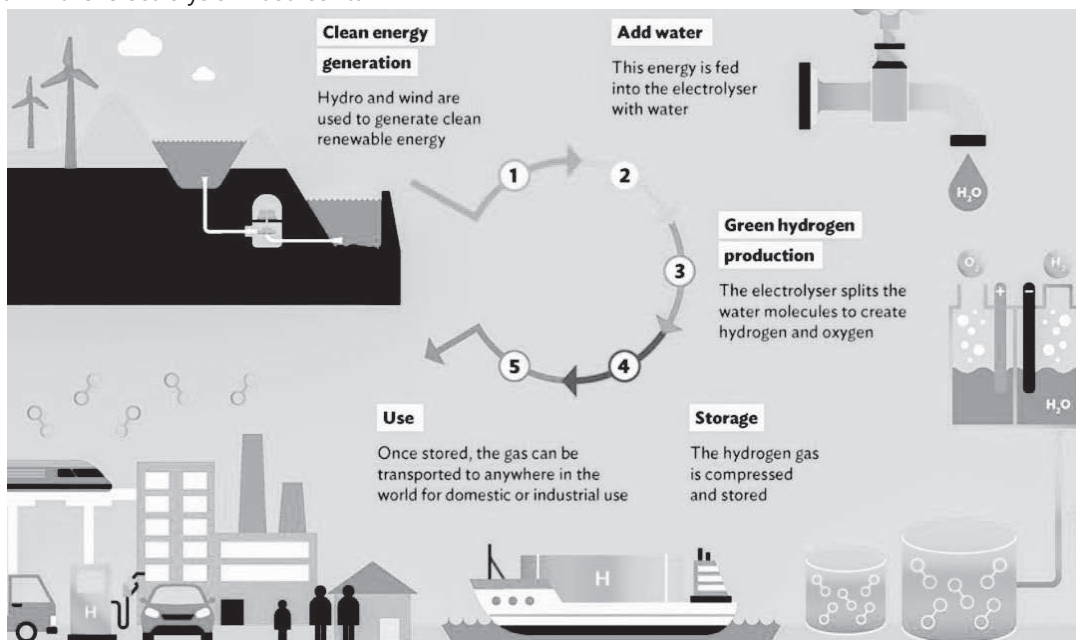 Clean energy
generation
Hydro and wind are
used to generate clean
renewable energy
Add water
This energy is fed
into the electrolyser
with water
H₂O
1
2
3
4
5
Green hydrogen
production
The electrolyser splits the
water molecules to create
hydrogen and oxygen
O₂
H₂
+
-
H₂O
Storage
The hydrogen gas
is compressed
and stored
Use
Once stored, the gas can be
transported to anywhere in the
world for domestic or industrial use
H
H